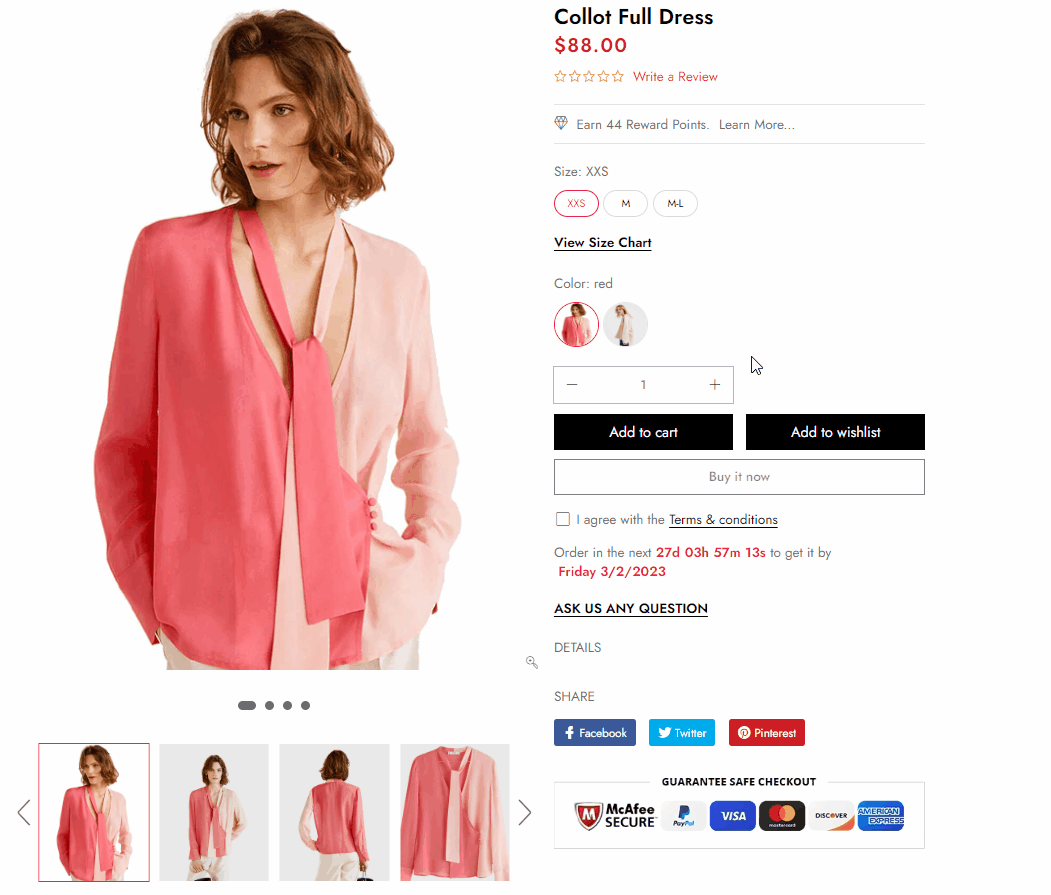 Collot Full Dress
$88.00
Write a Review
Earn 44 Reward Points. Learn More...
Size: XXS
XXS M M-L
View Size Chart
Color: red
− 1 +
Add to cart Add to wishlist
Buy it now
I agree with the Terms & conditions
Order in the next 27d 03h 57m 13s to get it by
Friday 3/2/2023
ASK US ANY QUESTION
DETAILS
SHARE
Facebook Twitter Pinterest
GUARANTEE SAFE CHECKOUT
McAfee SECURE PayPal VISA mastercard DISCOVER AMERICAN EXPRESS